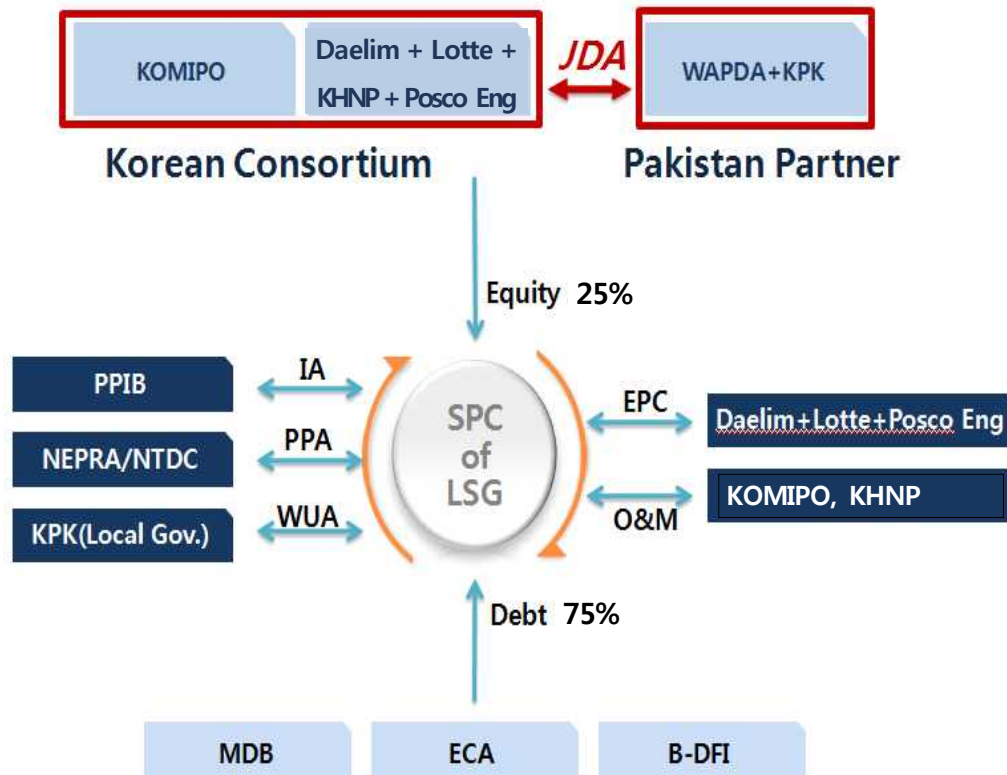 KOMIPO
Daelim + Lotte +
KHNP + Posco Eng
JDA
WAPDA+KPK
Korean Consortium
Pakistan Partner
Equity 25%
PPIB
IA
NEPRA/NTDC
PPA
KPK(Local Gov.)
WUA
SPC
of
LSG
EPC
Daelim+Lotte+Posco Eng
O&M
KOMIPO, KHNP
Debt 75%
MDB
ECA
B-DFI